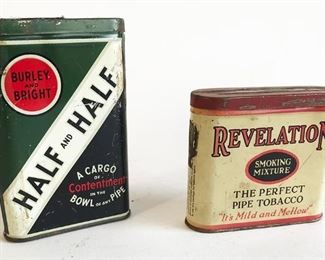 BURLEY
AND
BRIGHT
HALF AND HALF
A CARGO
OF
Contentment
IN THE
BOWL OF ANY PIPE
REVELATION
SMOKING
MIXTURE
THE PERFECT
PIPE TOBACCO
"It's Mild and Mellow"